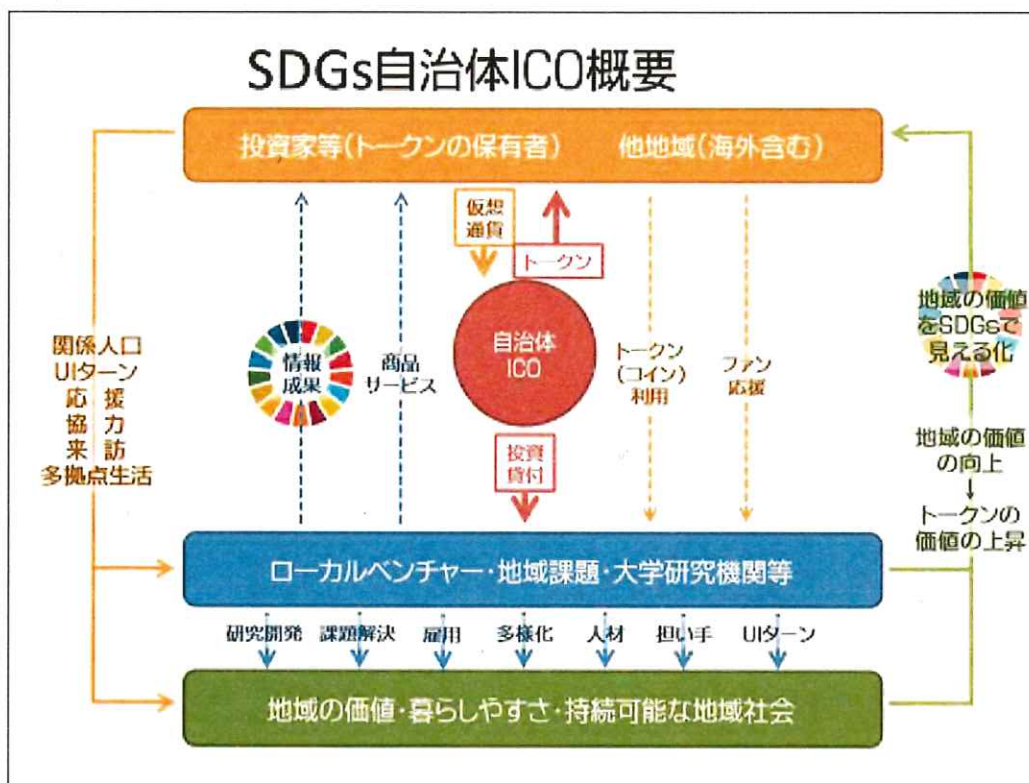 SDGs自治体ICO概要
投資家等(トークンの保有者)　他地域(海外含む)
仮想
通貨
トークン
自治体
ICO
情報
成果
商品
サービス
トークン
(コイン)
利用
ファン
応援
関係人口
UIターン
応　援
協　力
来　訪
多拠点生活
地域の価値
をSDGsで
見える化
地域の価値
の向上
↓
トークンの
価値の上昇
投資
貸付
ローカルベンチャー・地域課題・大学研究機関等
研究開発　課題解決　雇用　多様化　人材　担い手　UIターン
地域の価値・暮らしやすさ・持続可能な地域社会